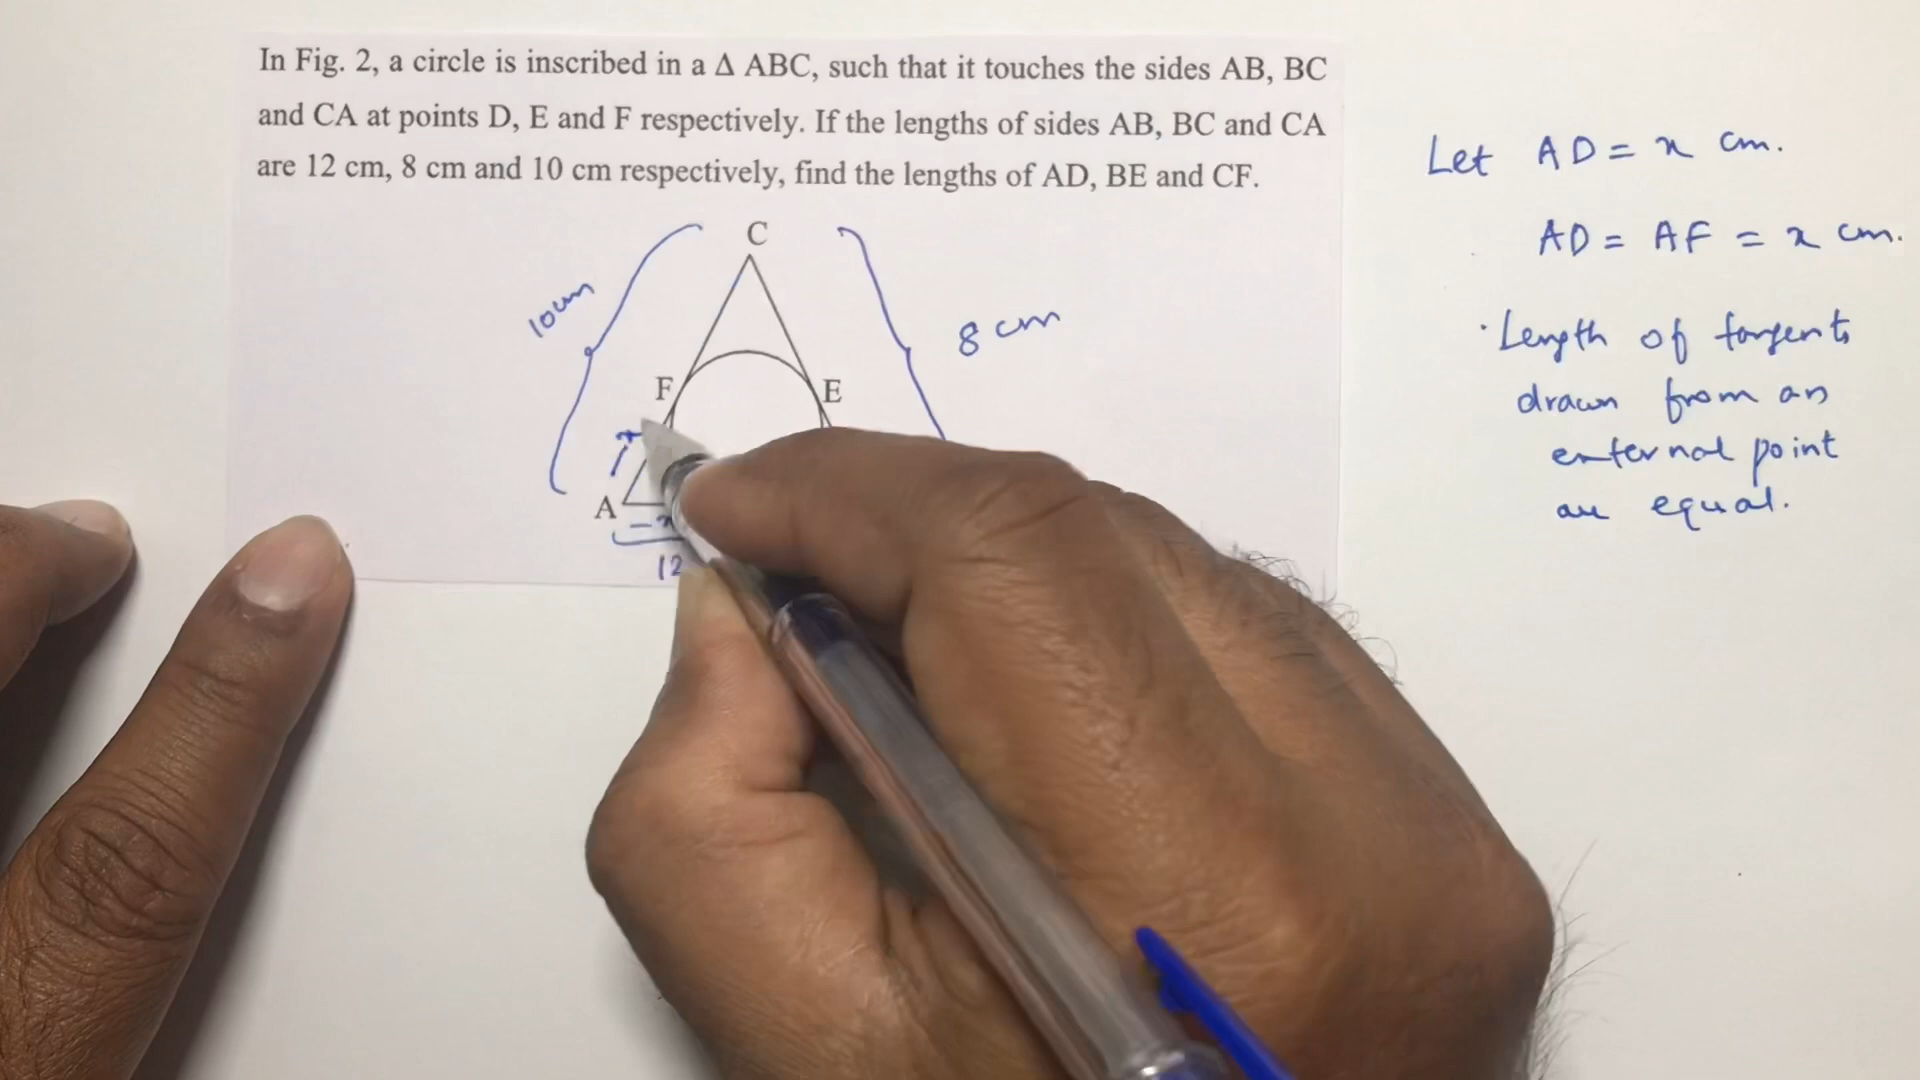 In Fig. 2, a circle is inscribed in a Δ ABC, such that it touches the sides AB, BC
and CA at points D, E and F respectively. If the lengths of sides AB, BC and CA
are 12 cm, 8 cm and 10 cm respectively, find the lengths of AD, BE and CF.
C
10cm
8 cm
F
E
A
x
12
Let AD = x cm.
AD = AF = x cm.
Length of tangents
drawn from an
external point
are equal.